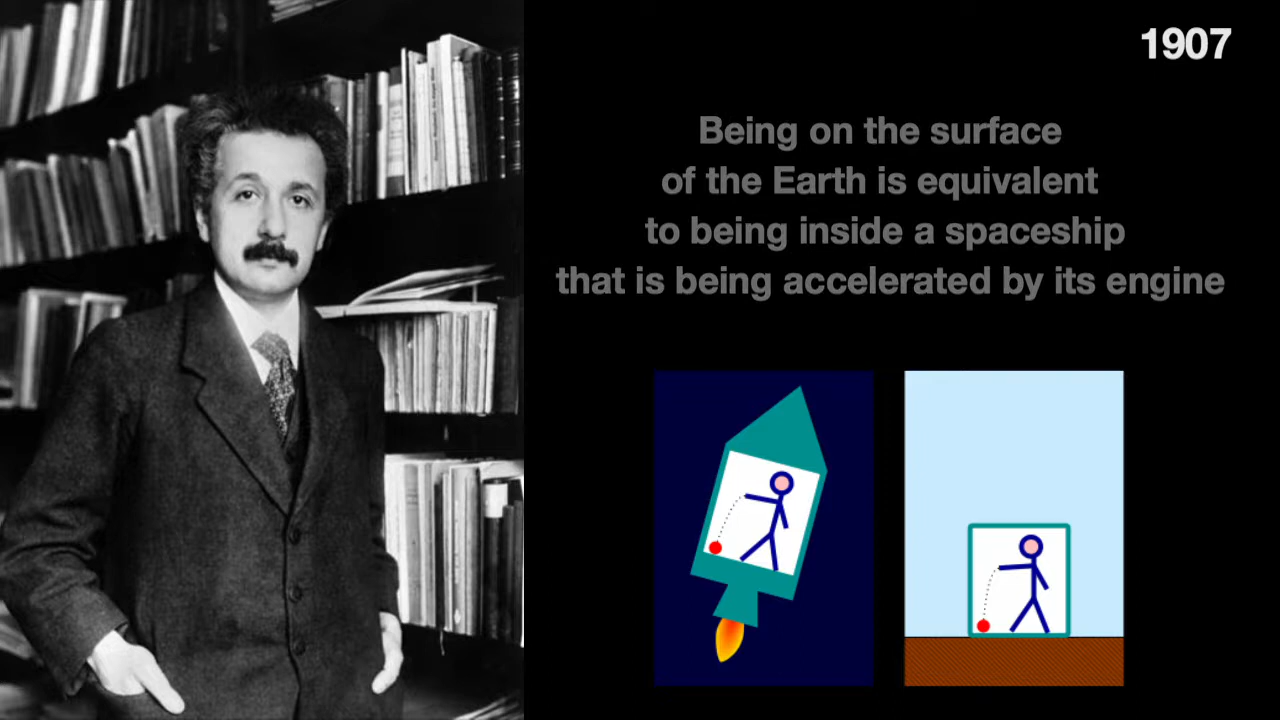 1907
Being on the surface
of the Earth is equivalent
to being inside a spaceship
that is being accelerated by its engine